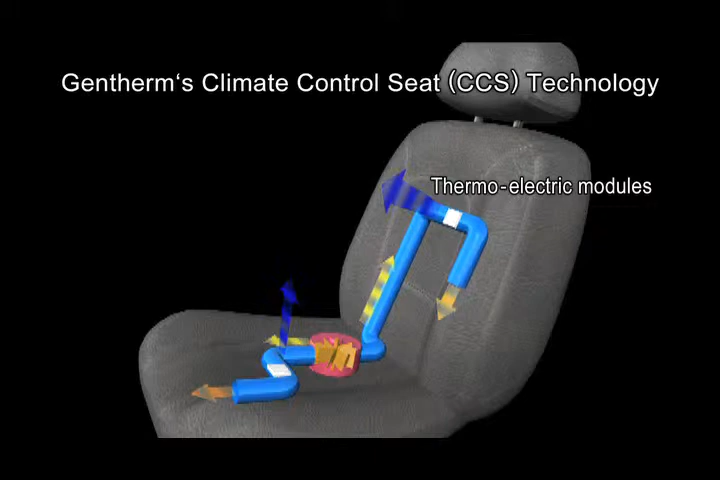 Gentherm‘s Climate Control Seat (CCS) Technology
Thermo-electric modules